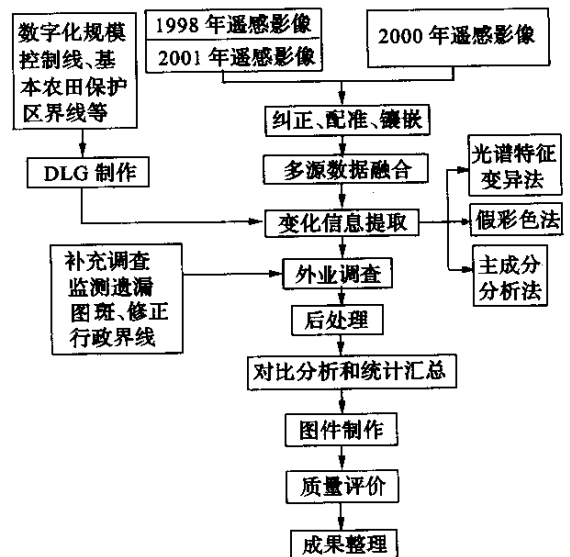 数字化规模
控制线、基
本农田保护
区界线等
1998 年遥感影像
2001 年遥感影像
2000 年遥感影像
纠正、配准、镶嵌
DLG 制作
多源数据融合
光谱特征
变异法
变化信息提取
假彩色法
补充调查
监测遗漏
图斑、修正
行政界线
外业调查
主成分
分析法
后处理
对比分析和统计汇总
图件制作
质量评价
成果整理